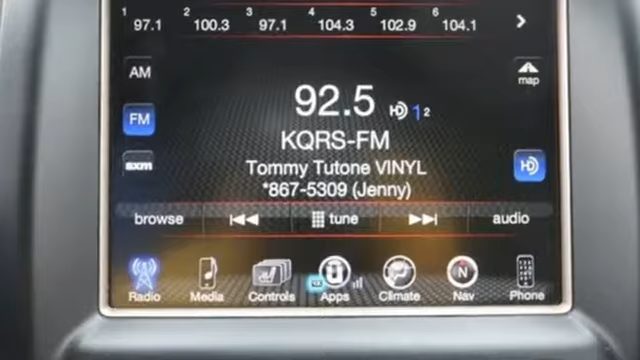 1 97.1 2 100.3 3 97.1 4 104.3 5 102.9 6 104.1
AM
map
92.5 HD 1 2
FM
KQRS-FM
sxm
Tommy Tutone VINYL
HD
*867-5309 (Jenny)
browse tune audio
Radio Media Controls Apps Climate Nav Phone